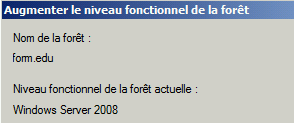 Augmenter le niveau fonctionnel de la forêt
Nom de la forêt :
form.edu
Niveau fonctionnel de la forêt actuelle :
Windows Server 2008